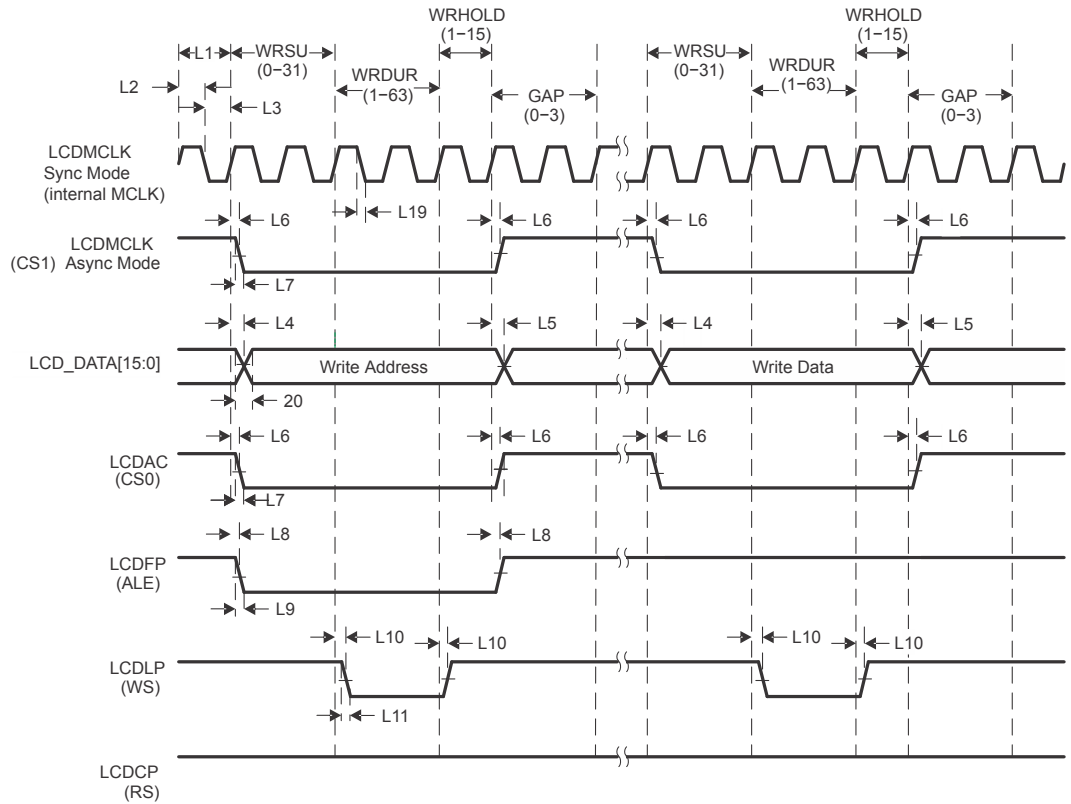 WRHOLD
(1–15)
WRHOLD
(1–15)
L1
WRSU
(0–31)
WRDUR
(1–63)
GAP
(0–3)
WRSU
(0–31)
WRDUR
(1–63)
GAP
(0–3)
L2
L3
LCDMCLK
Sync Mode
(internal MCLK)
L19
L6
L6
L6
L6
LCDMCLK
(CS1) Async Mode
L7
L4
L5
L4
L5
LCD_DATA[15:0]
Write Address
Write Data
20
L6
L6
L6
L6
LCDAC
(CS0)
L7
L8
L8
LCDFP
(ALE)
L9
L10
L10
L10
L10
LCDLP
(WS)
L11
LCDCP
(RS)